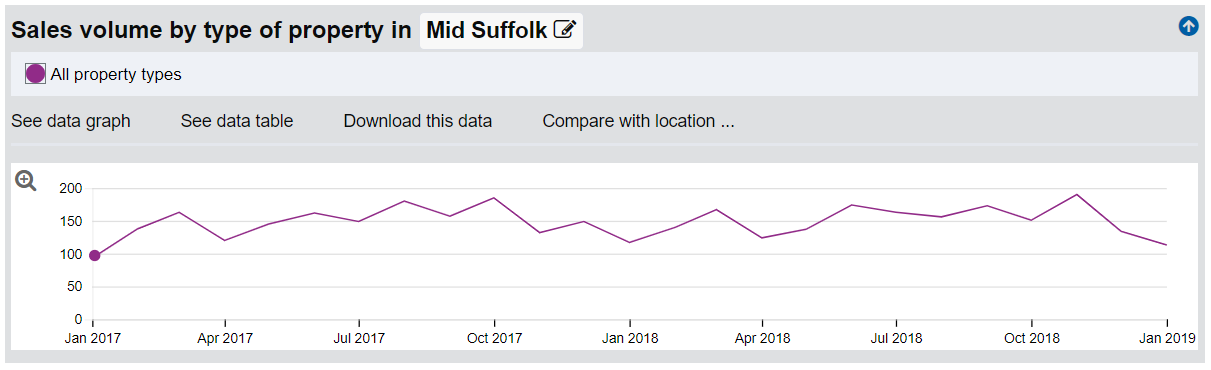 Sales volume by type of property in Mid Suffolk
All property types
See data graph See data table Download this data Compare with location ...
200
150
100
50
0
Jan 2017 Apr 2017 Jul 2017 Oct 2017 Jan 2018 Apr 2018 Jul 2018 Oct 2018 Jan 2019